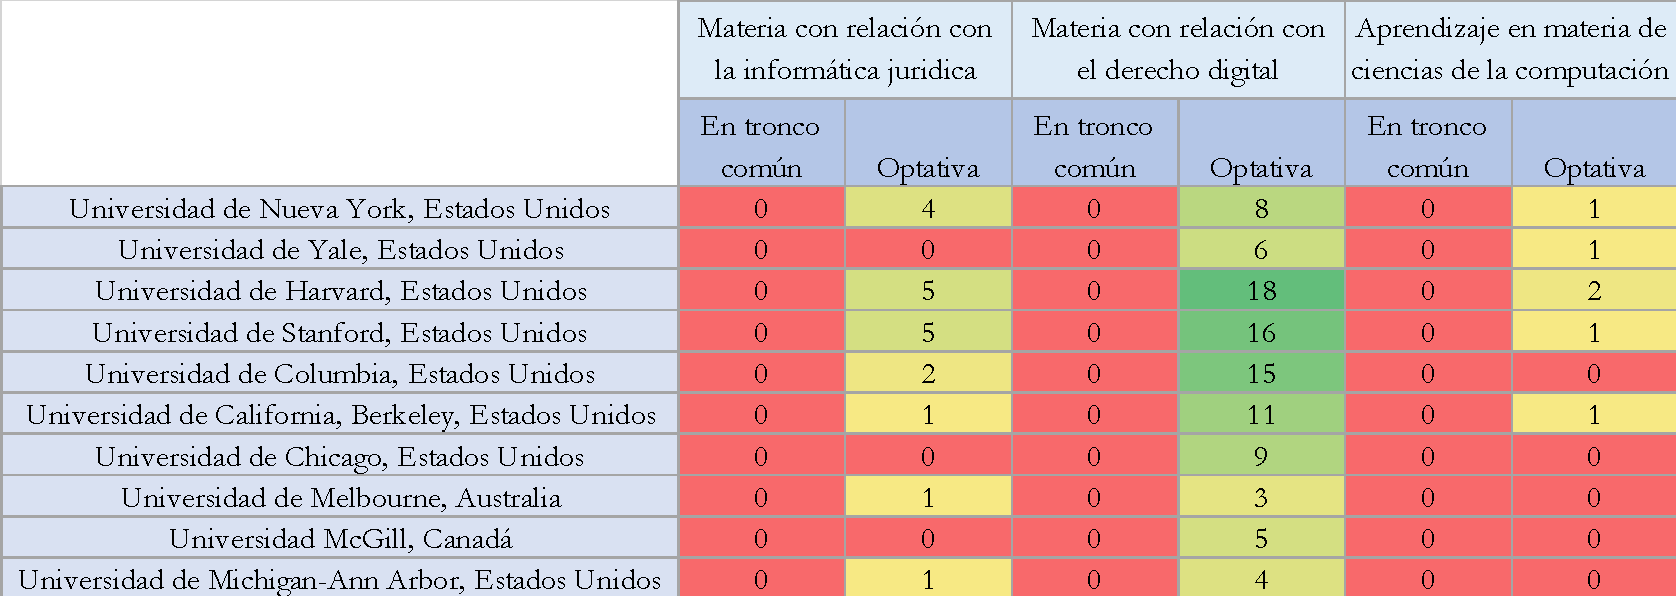 Materia con relación con la informática juridica Materia con relación con el derecho digital Aprendizaje en materia de ciencias de la computación
En tronco común Optativa En tronco común Optativa En tronco común Optativa
Universidad de Nueva York, Estados Unidos 0 4 0 8 0 1
Universidad de Yale, Estados Unidos 0 0 0 6 0 1
Universidad de Harvard, Estados Unidos 0 5 0 18 0 2
Universidad de Stanford, Estados Unidos 0 5 0 16 0 1
Universidad de Columbia, Estados Unidos 0 2 0 15 0 0
Universidad de California, Berkeley, Estados Unidos 0 1 0 11 0 1
Universidad de Chicago, Estados Unidos 0 0 0 9 0 0
Universidad de Melbourne, Australia 0 1 0 3 0 0
Universidad McGill, Canadá 0 0 0 5 0 0
Universidad de Michigan-Ann Arbor, Estados Unidos 0 1 0 4 0 0